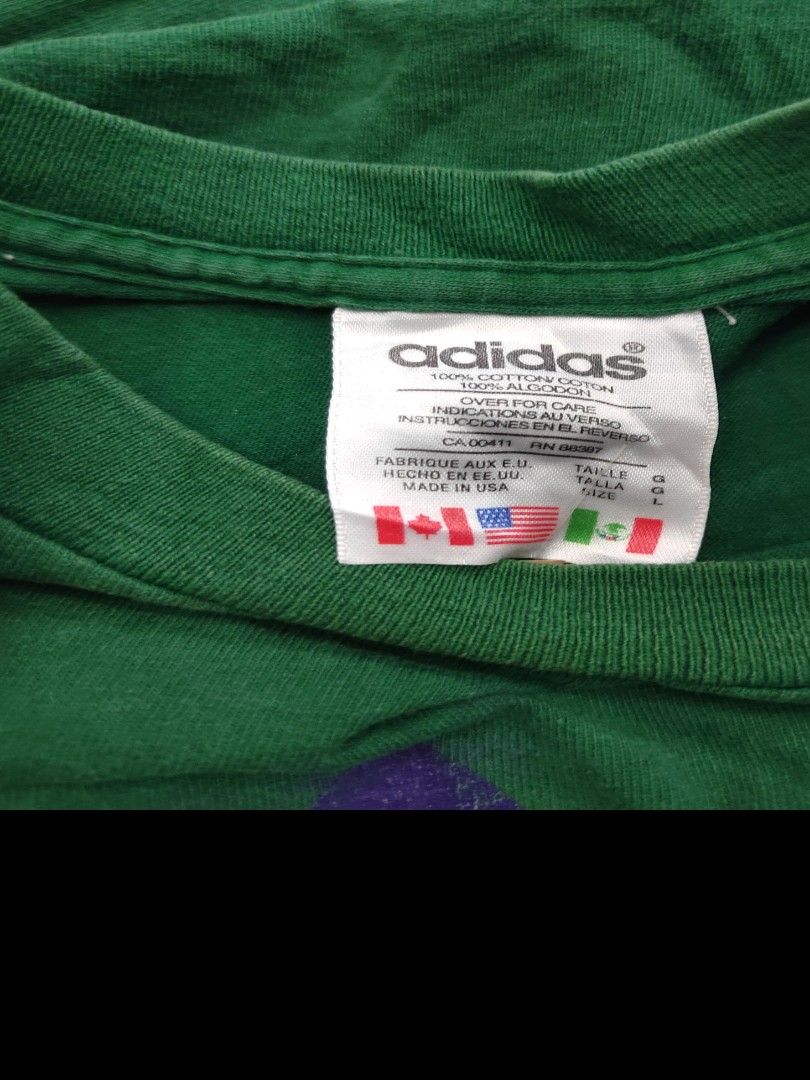 adidas®
100% COTTON/ COTON
100% ALGODON
OVER FOR CARE
INDICATIONS AU VERSO
INSTRUCCIONES EN EL REVERSO
CA 00411 RN 88387
FABRIQUE AUX E.U. TAILLE G
HECHO EN EE.UU. TALLA G
MADE IN USA SIZE L